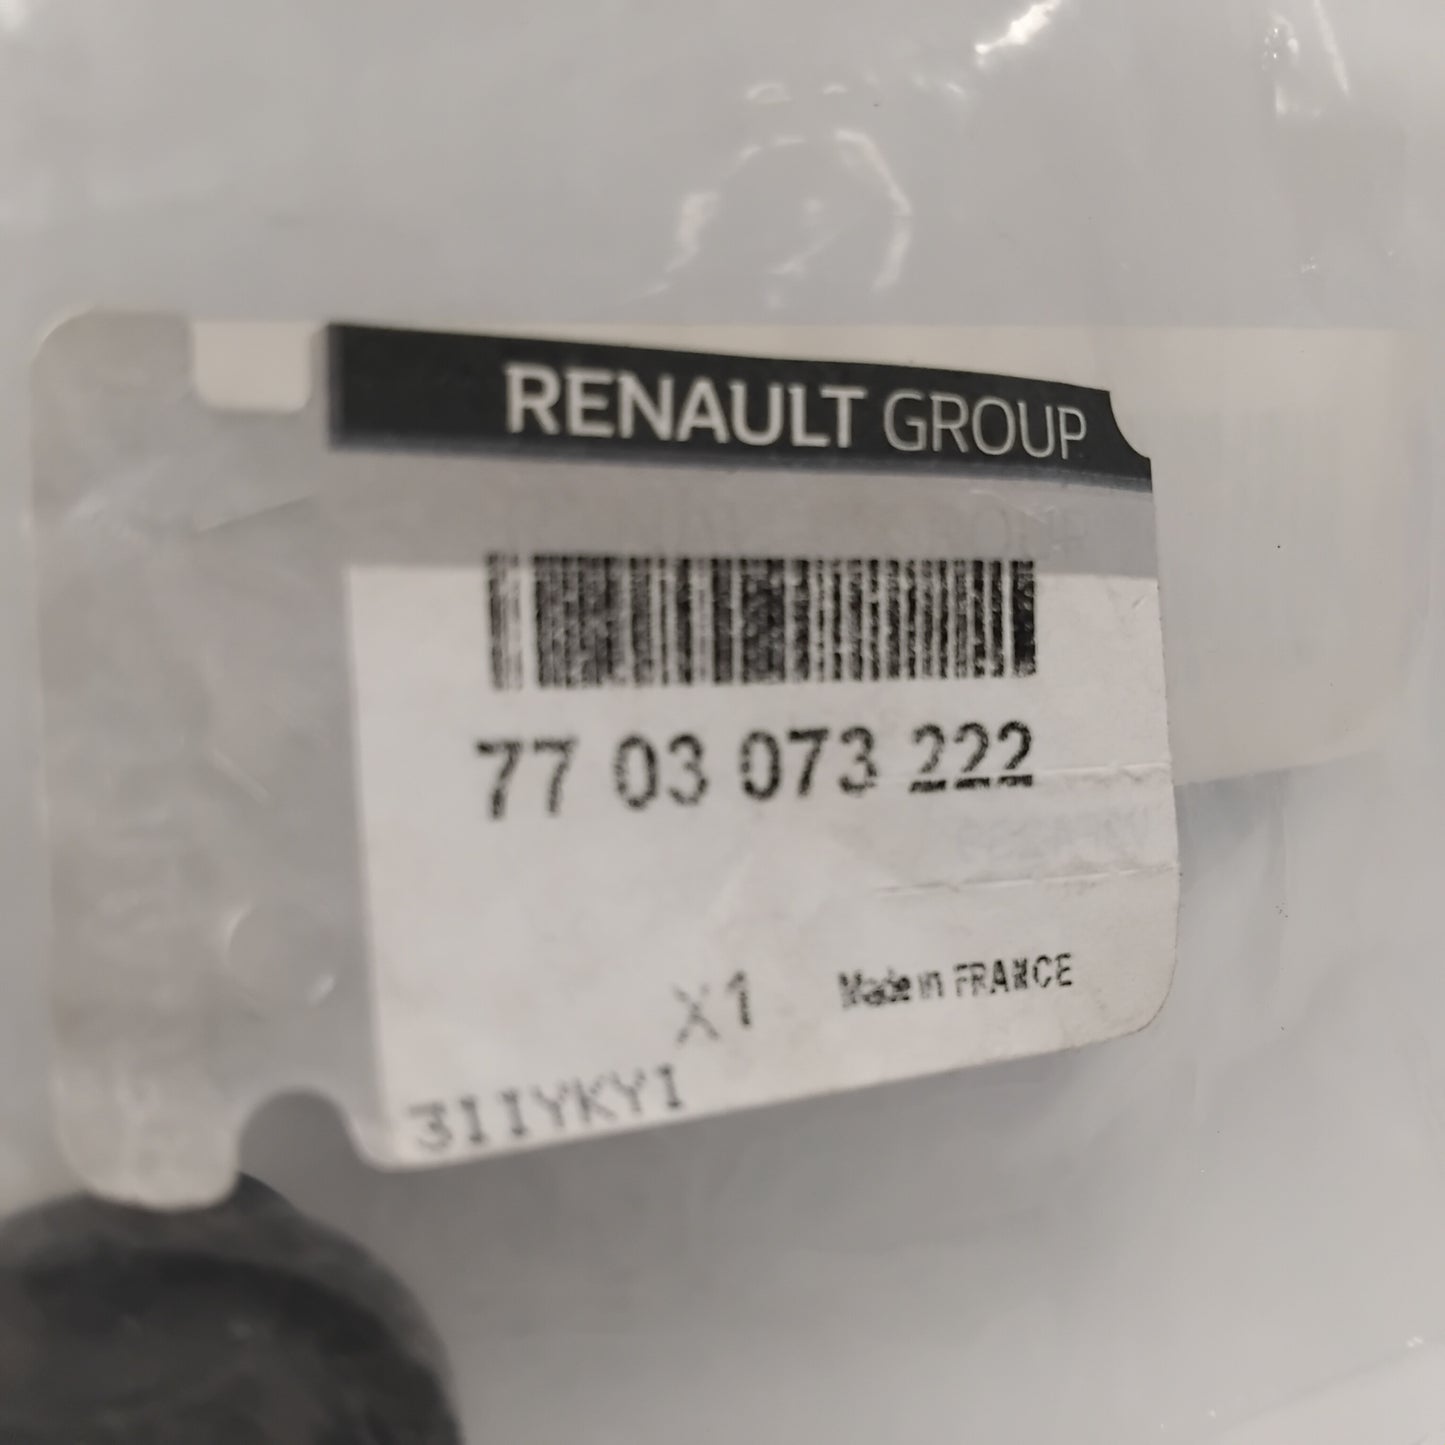 RENAULT GROUP
77 03 073 222
x1 Made in FRANCE
3IIYKYI